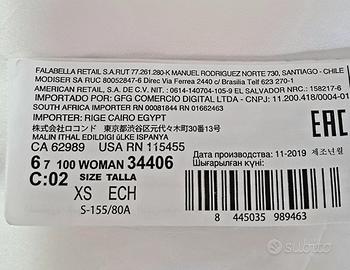 FALABELLA RETAIL S.A RUT 77.261.280-K MANUEL RODRIGUEZ NORTE 730, SANTIAGO - CHILE
MODISER SA RUC 80052847-6 Direc Via Ferrea 2440 c/ Brasilia Telf 623 270-1
AMERICAN RETAIL, S.A. DE C.V. NIT : 0614-140704-105-9 EL SALVADOR NRC.: 158217-6
IMPORTADO POR: GFG COMERCIO DIGITAL LTDA - CNPJ: 11.200.418/0004-01
SOUTH AFRICA IMPORTER RN 00081844 RN 01662463
IMPORTER: RIGE CAIRO EGYPT
株式会社ロコンド 東京都渋谷区元代々木町30番13号
MALIN ITHAL EDILDIGI ÜLKE ISPANYA
CA 62989 USA RN 115455
EAC
6 7 100 WOMAN 34406
C:02 SIZE TALLA
XS ECH
S-155/80A
Дата производства: 11-2019 제조년월
Шығарылған күні:
8 445035 989463
Subito